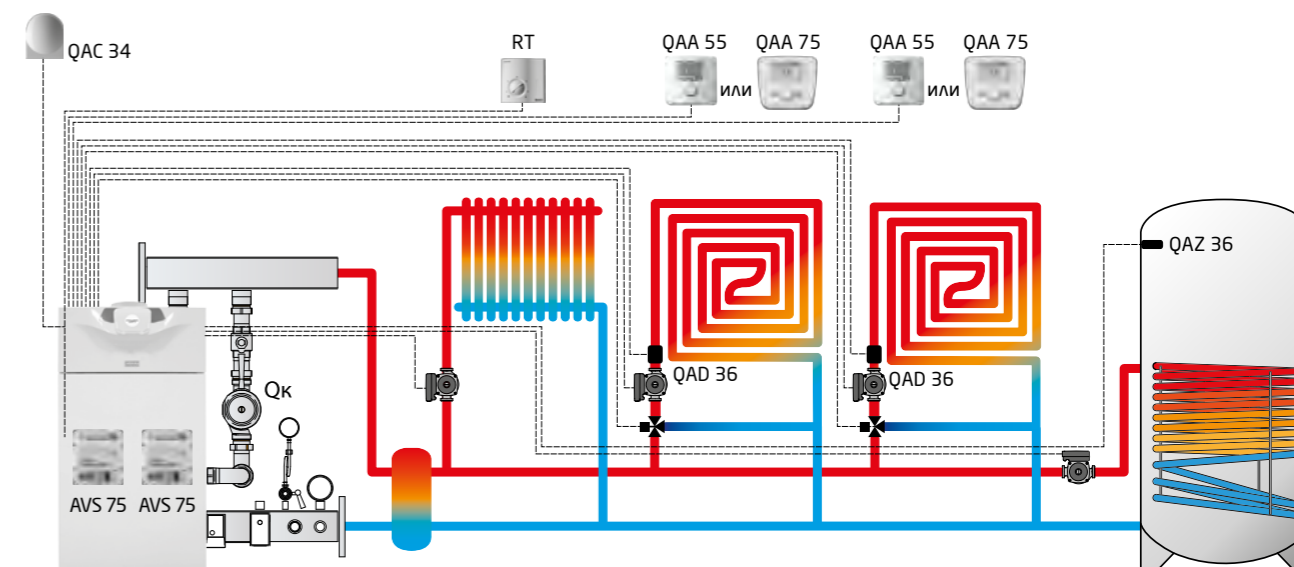 QAC 34
RT
QAA 55
QAA 75
QAA 55
QAA 75
или
или
QAZ 36
QAD 36
QAD 36
Qк
AVS 75
AVS 75